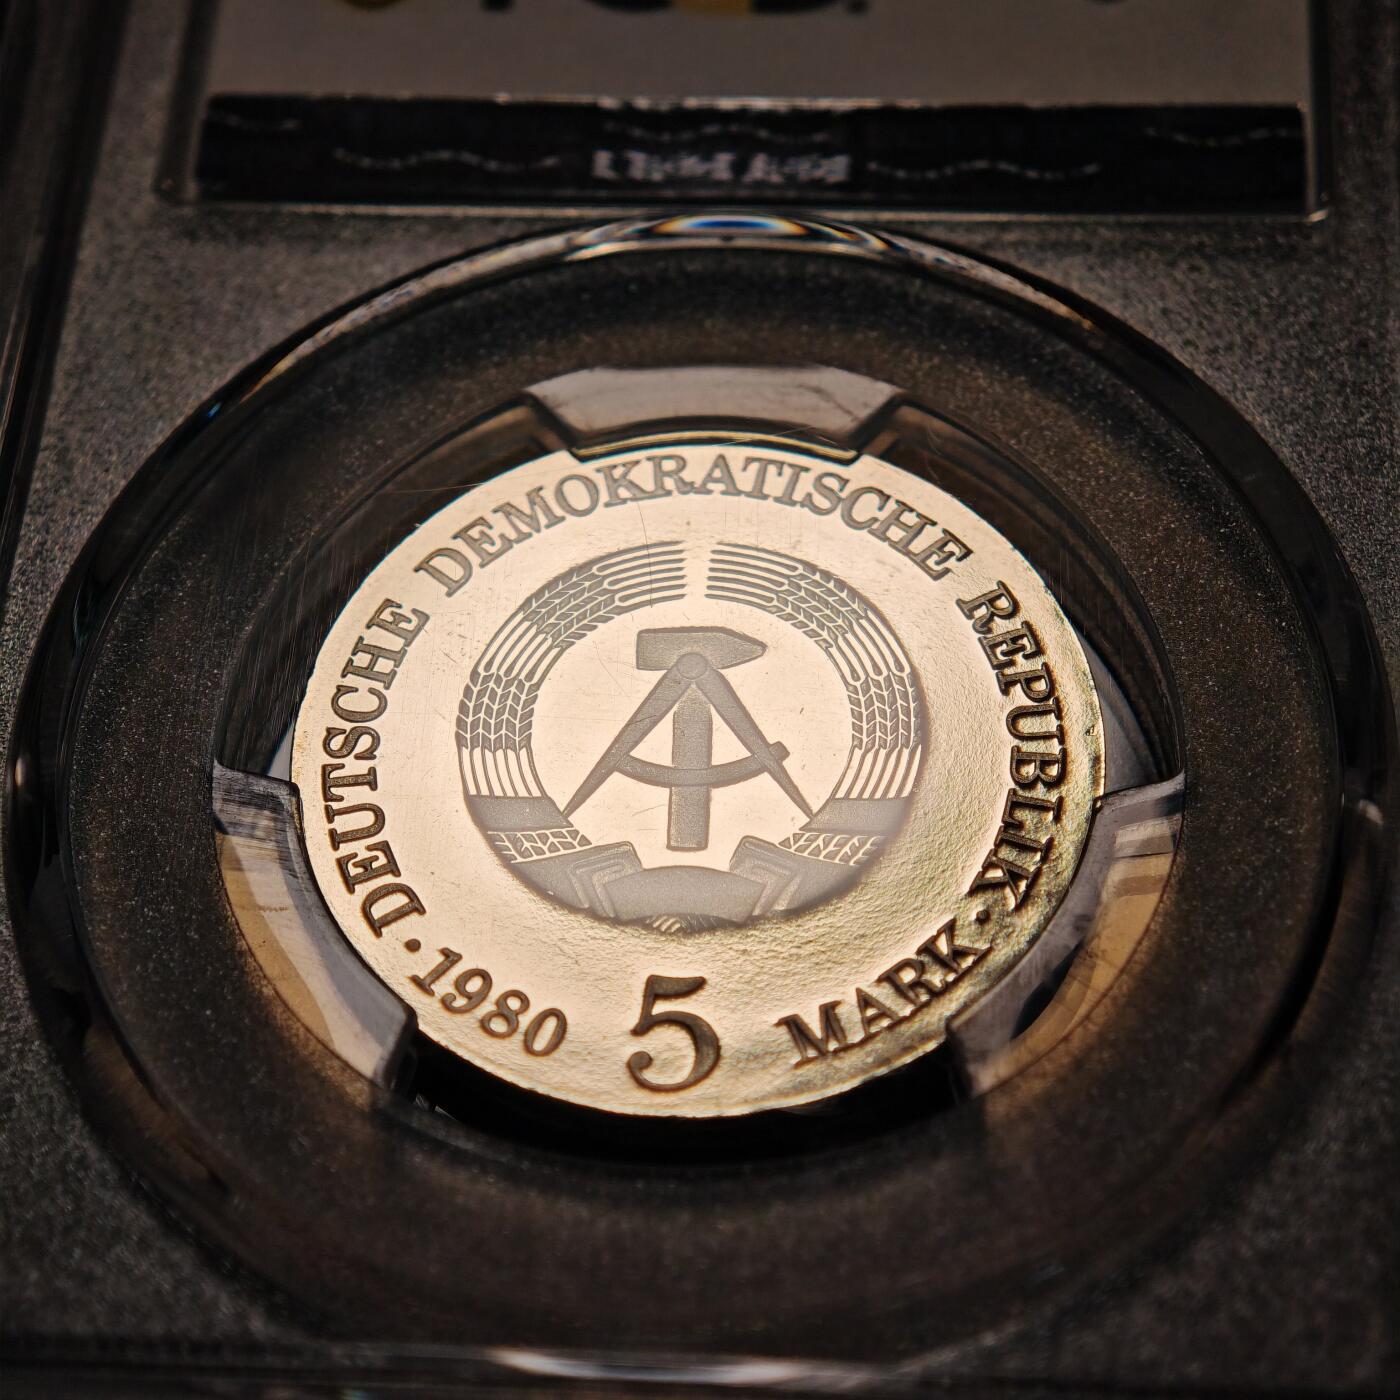 DEUTSCHE DEMOKRATISCHE REPUBLIK
· 1980 5 MARK ·